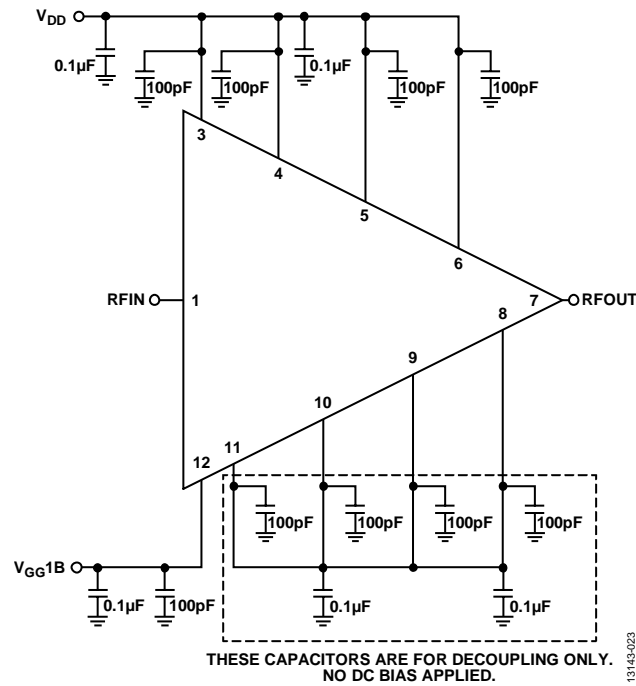 VDD
0.1µF
100pF
100pF
0.1µF
100pF
100pF
3
4
5
6
RFIN
1
7
RFOUT
8
9
10
11
12
100pF
100pF
100pF
100pF
VGG1B
0.1µF
100pF
0.1µF
0.1µF
THESE CAPACITORS ARE FOR DECOUPLING ONLY.
NO DC BIAS APPLIED.
13143-023